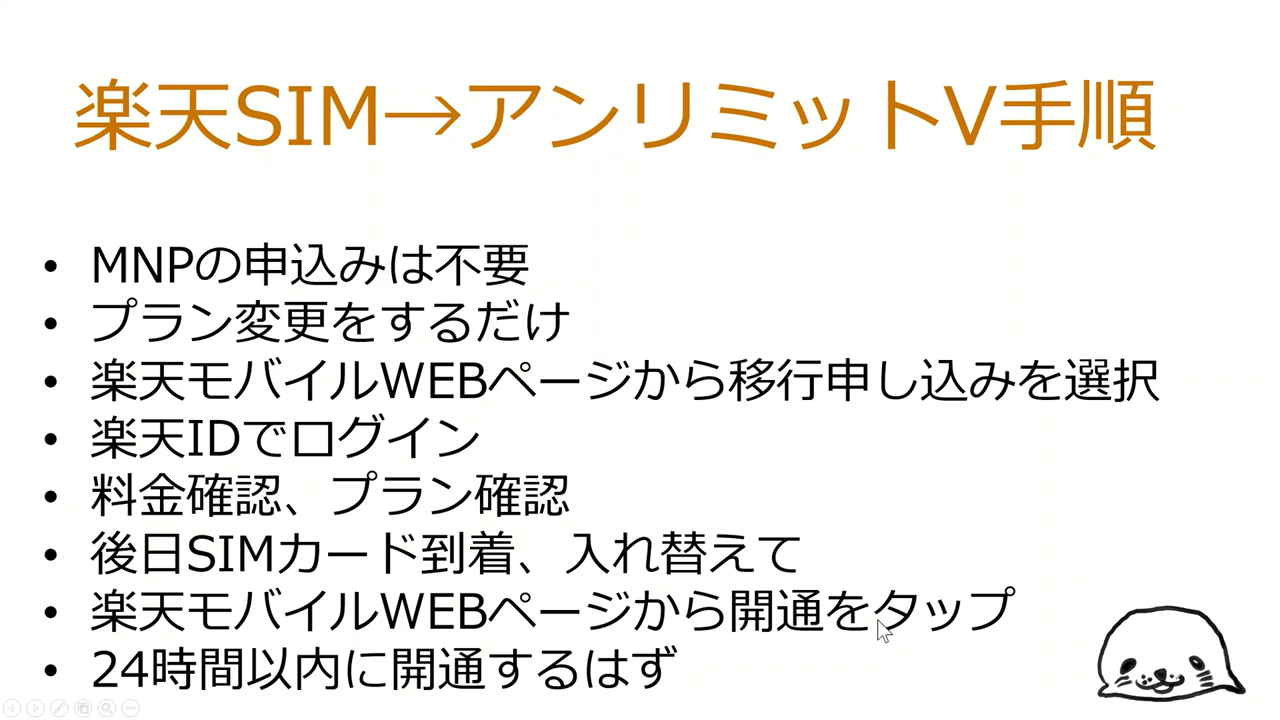 楽天SIM→アンリミットV手順
• MNPの申込みは不要
• プラン変更をするだけ
• 楽天モバイルWEBページから移行申し込みを選択
• 楽天IDでログイン
• 料金確認、プラン確認
• 後日SIMカード到着、入れ替えて
• 楽天モバイルWEBページから開通をタップ
• 24時間以内に開通するはず